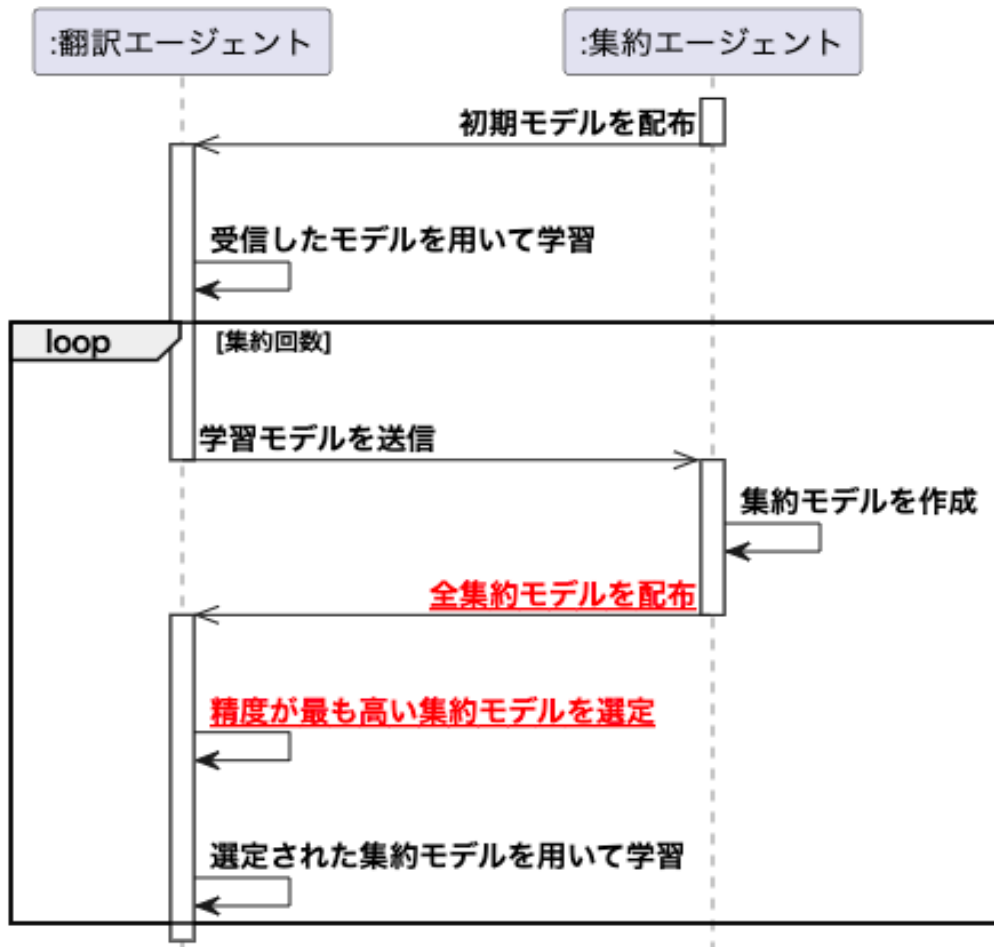 :翻訳エージェント
:集約エージェント
初期モデルを配布
受信したモデルを用いて学習
loop
[集約回数]
学習モデルを送信
集約モデルを作成
全集約モデルを配布
精度が最も高い集約モデルを選定
選定された集約モデルを用いて学習